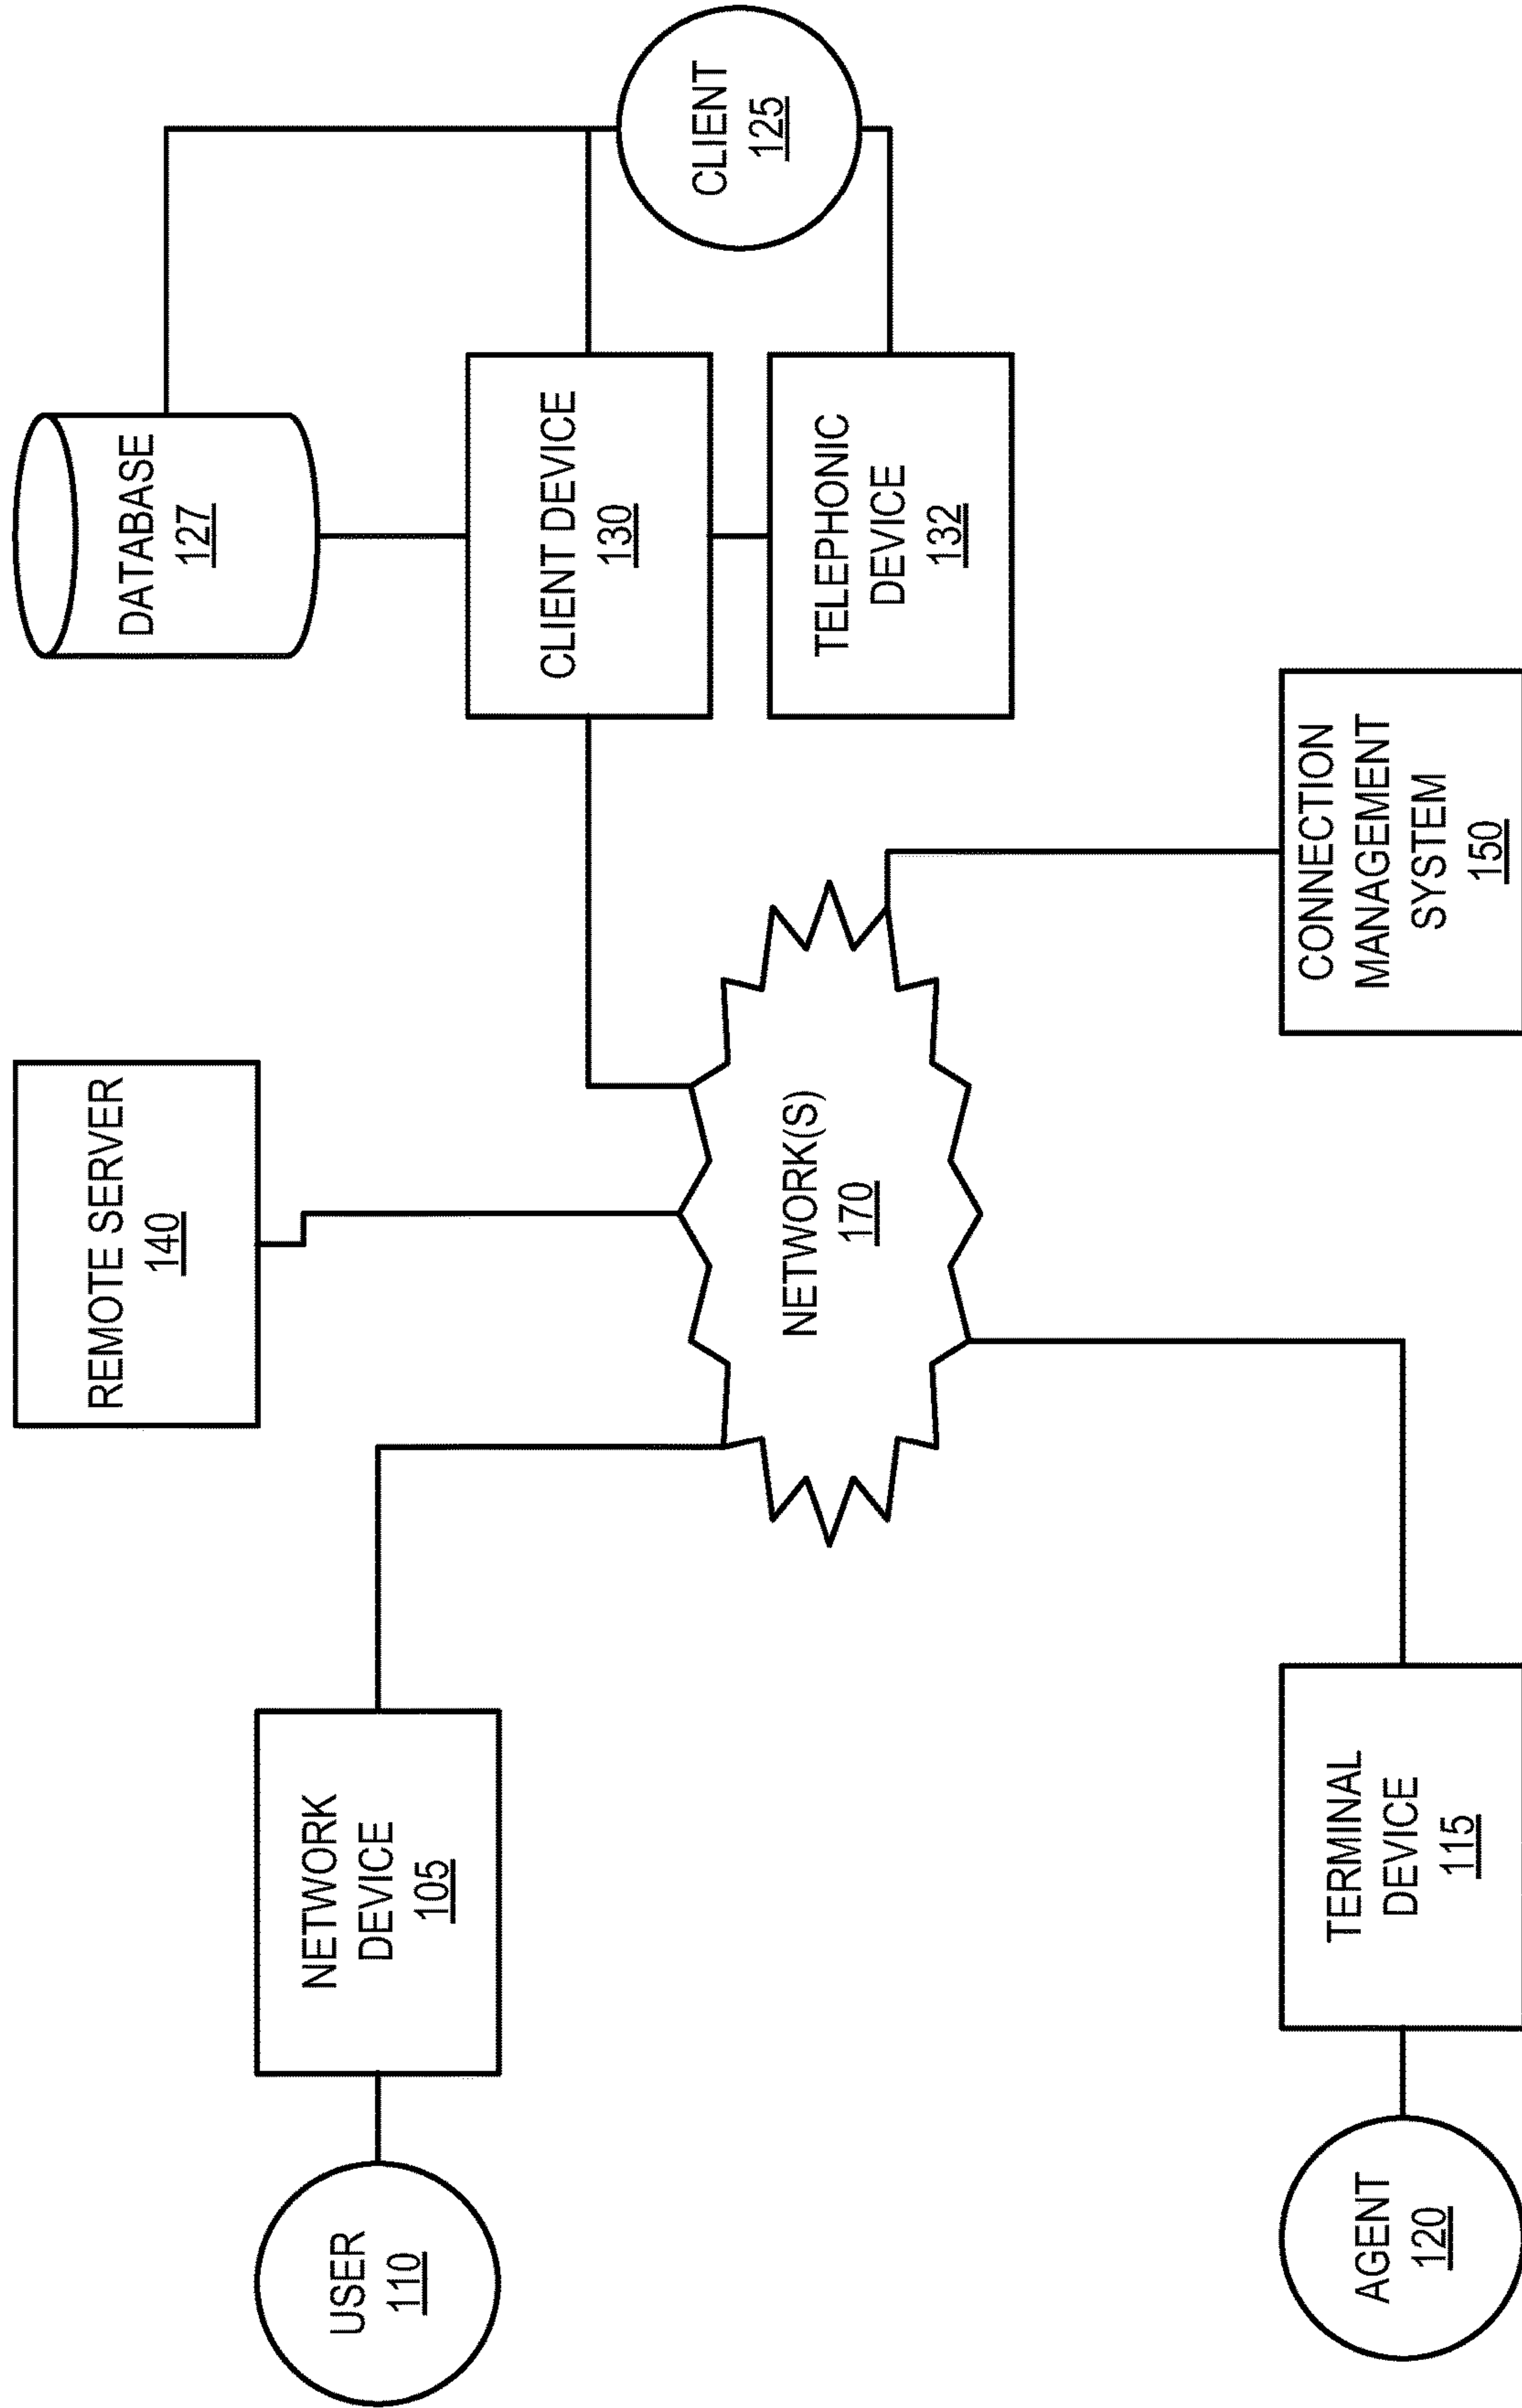 REMOTE SERVER
140
DATABASE
127
USER
110
NETWORK
DEVICE
105
CLIENT DEVICE
130
CLIENT
125
NETWORK(S)
170
TELEPHONIC
DEVICE
132
AGENT
120
TERMINAL
DEVICE
115
CONNECTION
MANAGEMENT
SYSTEM
150